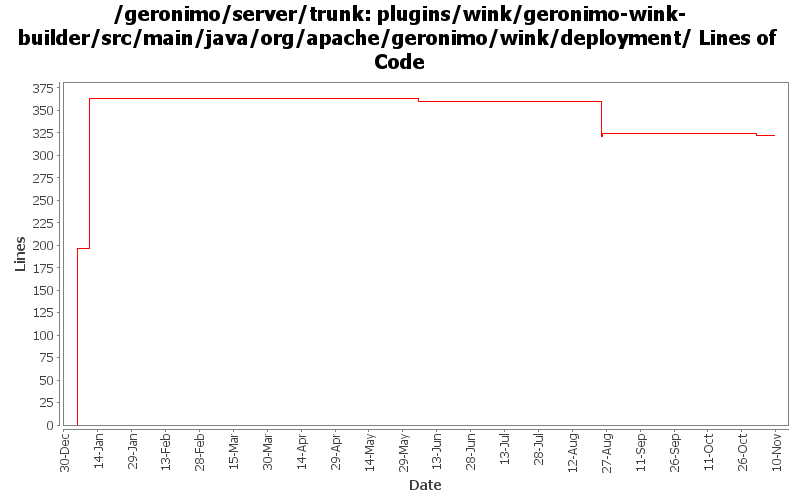 /geronimo/server/trunk: plugins/wink/geronimo-wink-
builder/src/main/java/org/apache/geronimo/wink/deployment/ Lines of
Code
375
350
325
300
275
250
225
200
175
150
125
100
75
50
25
0
Lines
30-Dec
14-Jan
29-Jan
13-Feb
28-Feb
15-Mar
30-Mar
14-Apr
29-Apr
14-May
29-May
13-Jun
28-Jun
13-Jul
28-Jul
12-Aug
27-Aug
11-Sep
26-Sep
11-Oct
26-Oct
10-Nov
Date